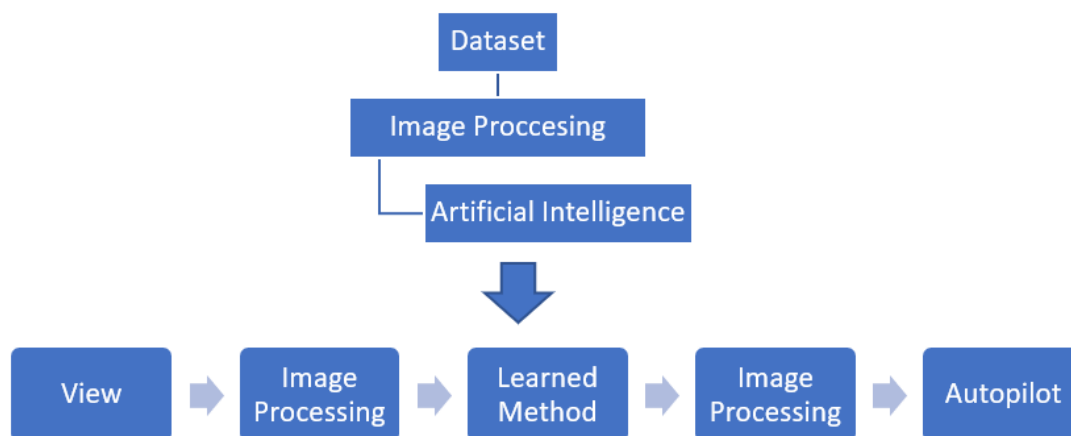 Dataset
Image Proccesing
Artificial Intelligence
View
Image
Processing
Learned
Method
Image
Processing
Autopilot